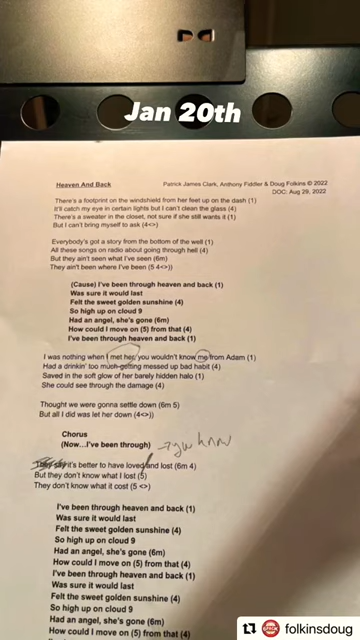 Jan 20th
Heaven And Back
Patrick James Clark, Anthony Fiddler & Doug Folkins © 2022
DOC: Aug 29, 2022
There's a footprint on the windshield from her feet up on the dash (1)
It'll catch my eye in certain lights but I can't clean the glass (4)
There's a sweater in the closet, not sure if she still wants it (1)
But I can't bring myself to ask (4<>)
Everybody's got a story from the bottom of the well (1)
All these songs on radio about going through hell (4)
But they ain't seen what I've seen (6m)
They ain't been where I've been (5 4<>))
(Cause) I've been through heaven and back (1)
Was sure it would last
Felt the sweet golden sunshine (4)
So high up on cloud 9
Had an angel, she's gone (6m)
How could I move on (5) from that (4)
I've been through heaven and back (1)
I was nothing when I met her, you wouldn't know me from Adam (1)
Had a drinkin' too much getting messed up bad habit (4)
Saved in the soft glow of her barely hidden halo (1)
She could see through the damage (4)
Thought we were gonna settle down (6m 5)
But all I did was let her down (4<>))
Chorus
(Now…I've been through)
know
it's better to have loved and lost (6m 4)
But they don't know what I lost (5)
They don't know what it cost (5 <>)
I've been through heaven and back (1)
Was sure it would last
Felt the sweet golden sunshine (4)
So high up on cloud 9
Had an angel, she's gone (6m)
How could I move on (5) from that (4)
I've been through heaven and back (1)
Was sure it would last
Felt the sweet golden sunshine (4)
So high up on cloud 9
Had an angel, she's gone (6m)
How could I move on (5) from that (4)
folkinsdoug